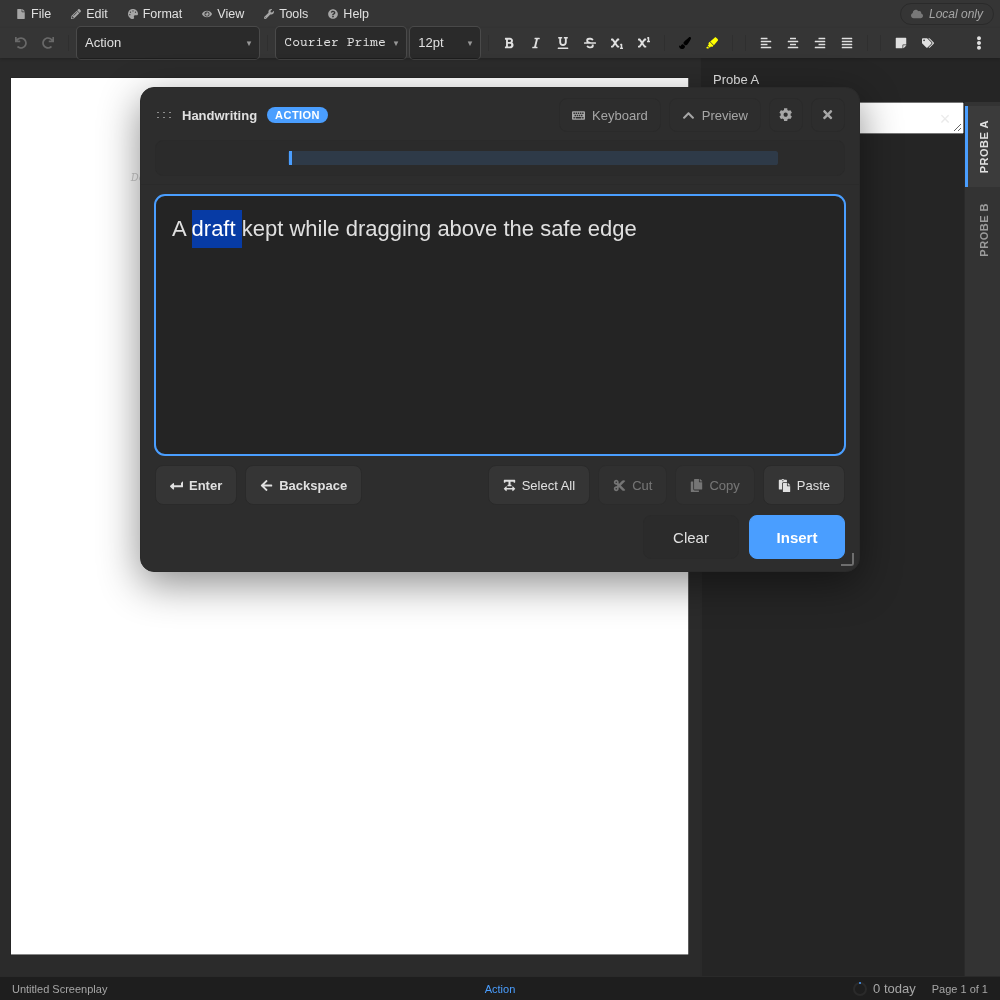 File Edit Format View Tools Help Local only
Action Courier Prime 12pt B I U S X₁ X¹
Probe A
Handwriting ACTION Keyboard Preview
PROBE A
PROBE B
A draft kept while dragging above the safe edge
Enter Backspace Select All Cut Copy Paste
Clear Insert
Untitled Screenplay Action 0 today Page 1 of 1